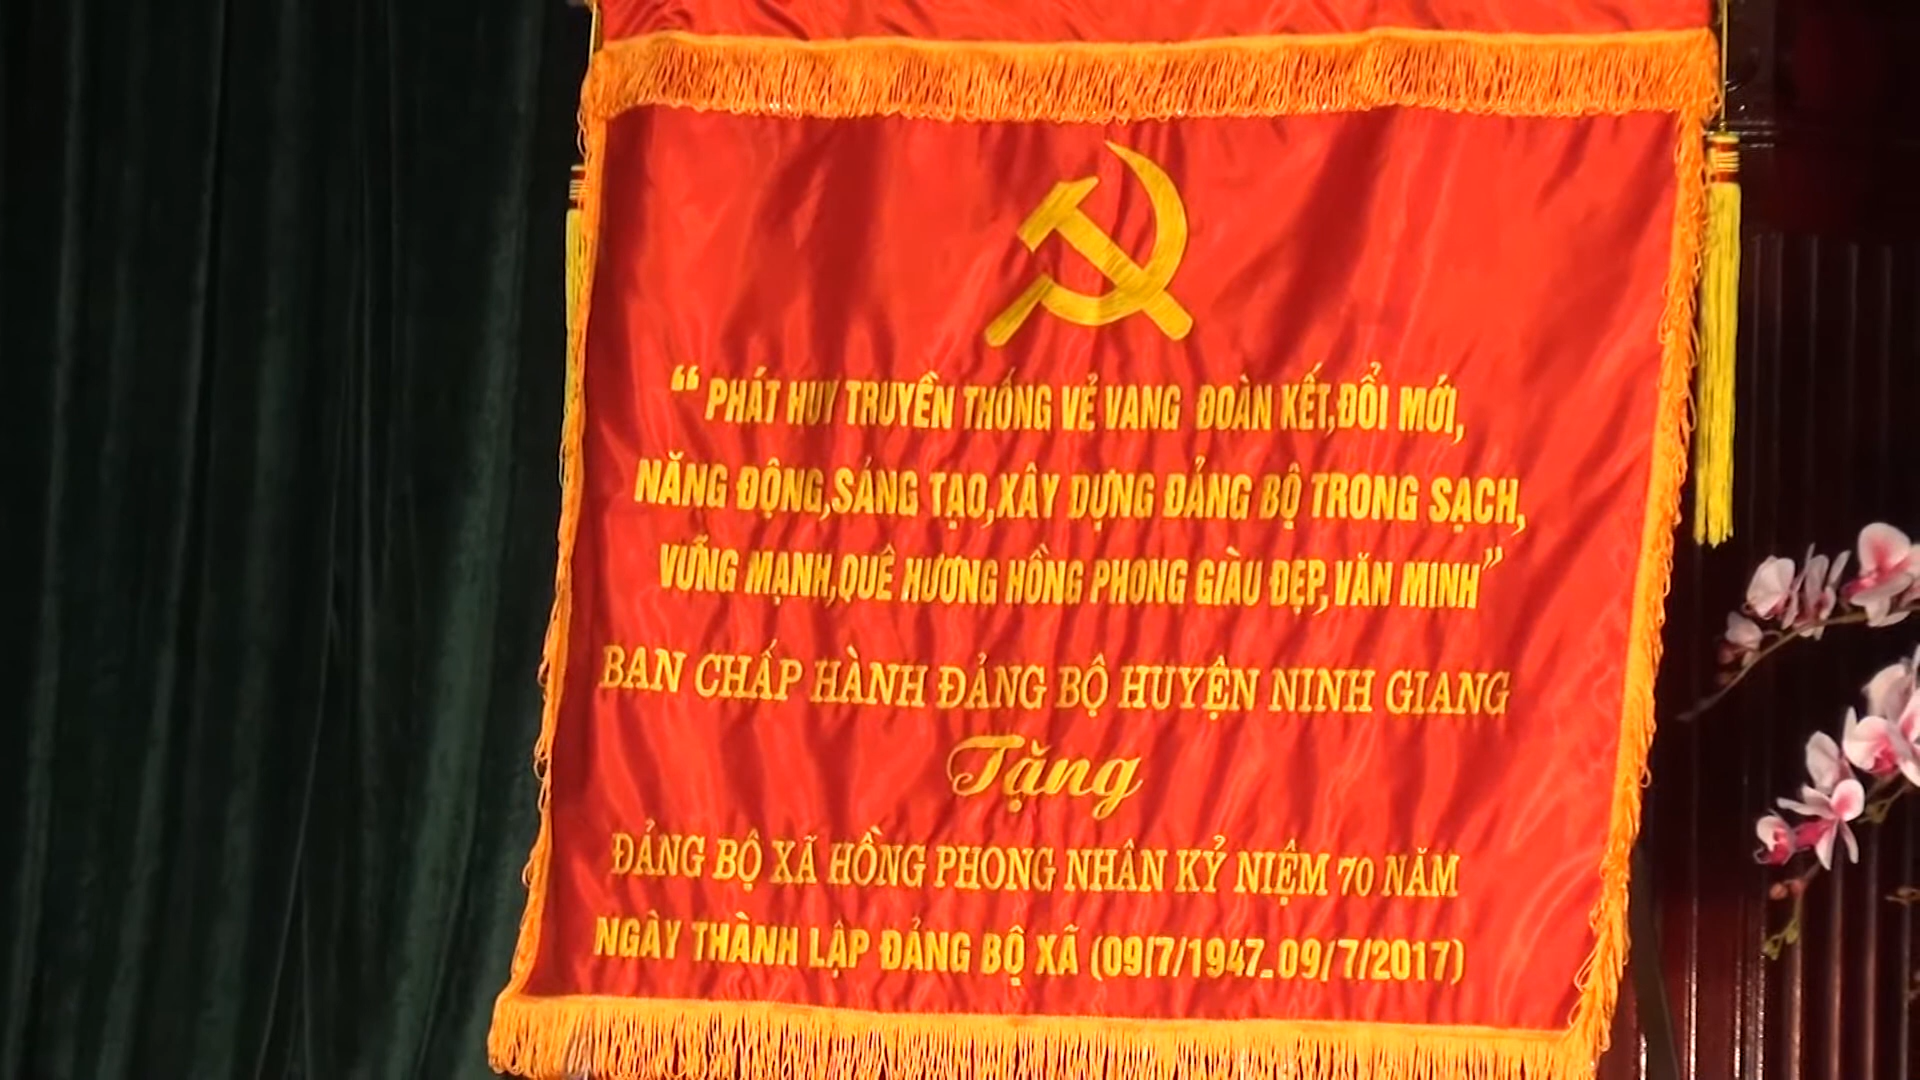 “ PHÁT HUY TRUYỀN THỐNG VẺ VANG ĐOÀN KẾT,ĐỔI MỚI,
NĂNG ĐỘNG,SÁNG TẠO,XÂY DỰNG ĐẢNG BỘ TRONG SẠCH,
VỮNG MẠNH,QUÊ HƯƠNG HỒNG PHONG GIÀU ĐẸP,VĂN MINH”
BAN CHẤP HÀNH ĐẢNG BỘ HUYỆN NINH GIANG
Tặng
ĐẢNG BỘ XÃ HỒNG PHONG NHÂN KỶ NIỆM 70 NĂM
NGÀY THÀNH LẬP ĐẢNG BỘ XÃ (09/7/1947-09/7/2017)